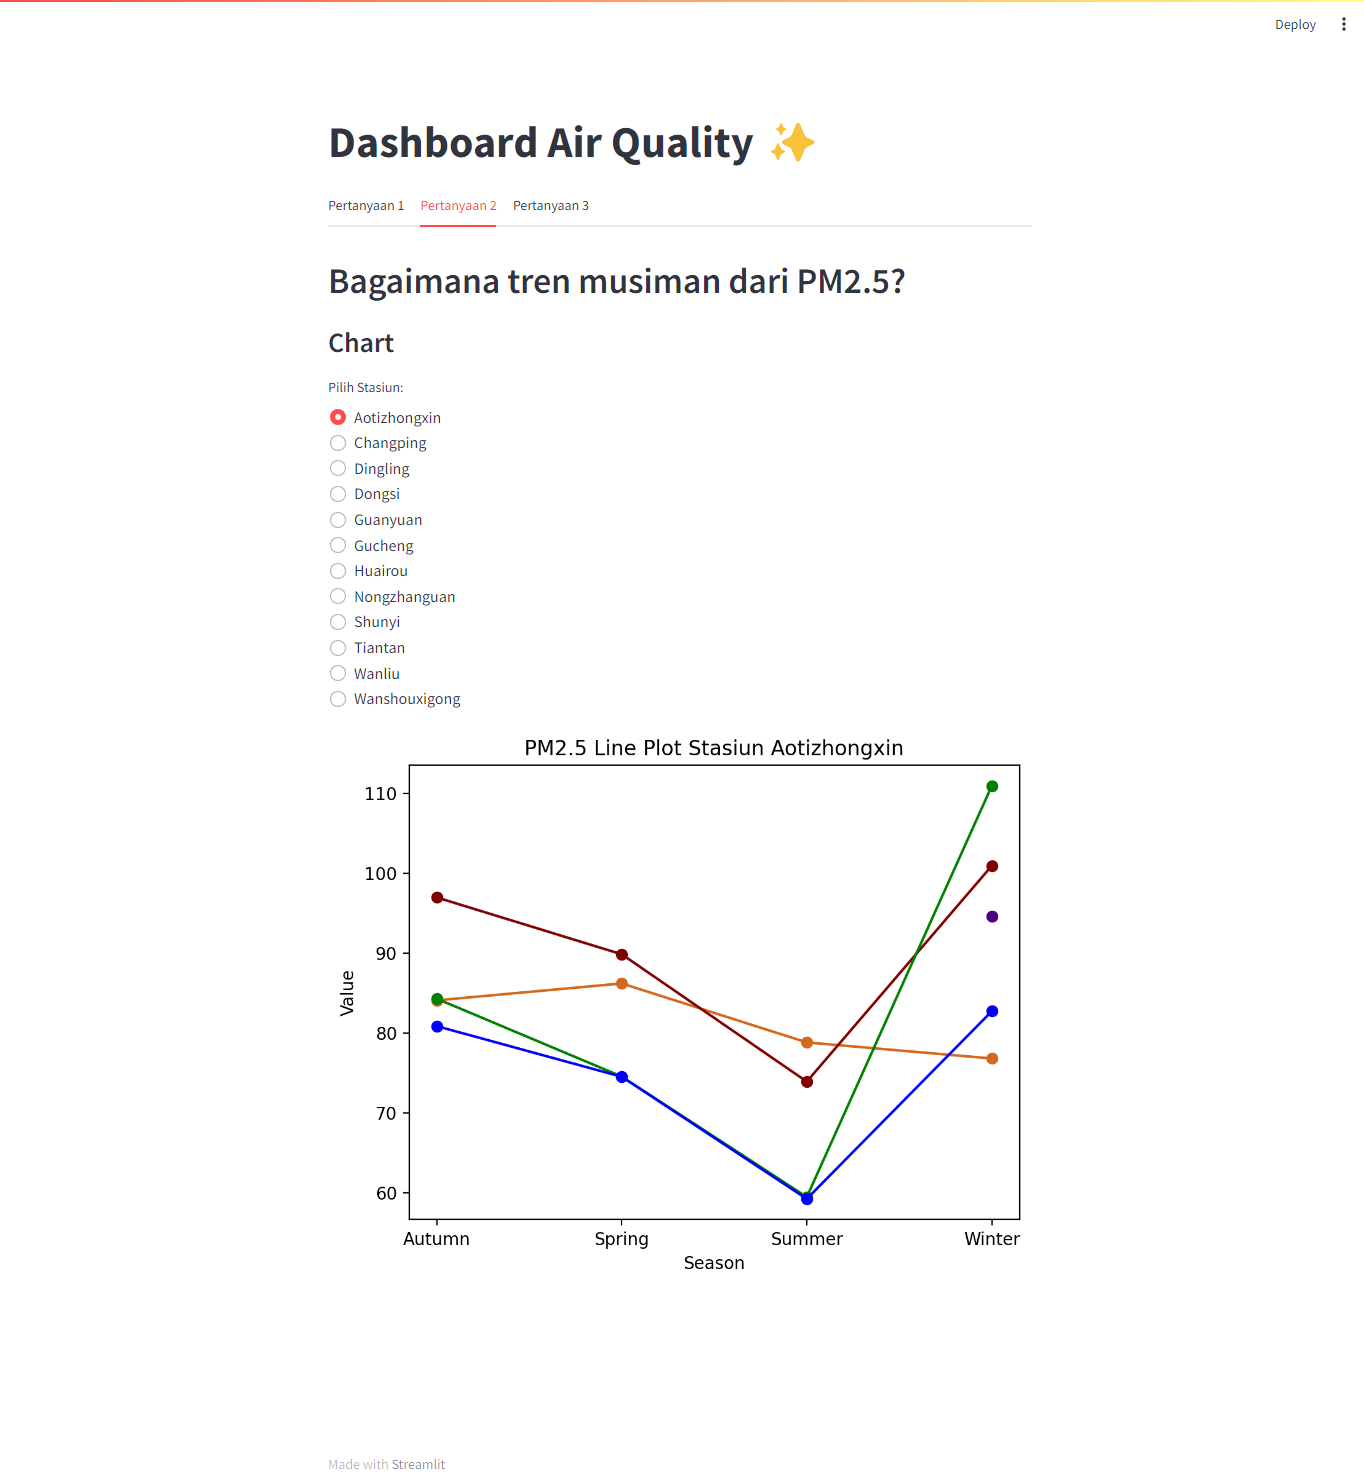 Deploy
Dashboard Air Quality ✨
Pertanyaan 1 Pertanyaan 2 Pertanyaan 3
Bagaimana tren musiman dari PM2.5?
Chart
Pilih Stasiun:
Aotizhongxin
Changping
Dingling
Dongsi
Guanyuan
Gucheng
Huairou
Nongzhanguan
Shunyi
Tiantan
Wanliu
Wanshouxigong
PM2.5 Line Plot Stasiun Aotizhongxin
110
100
90
80
70
60
Value
Autumn Spring Summer Winter
Season
Made with Streamlit